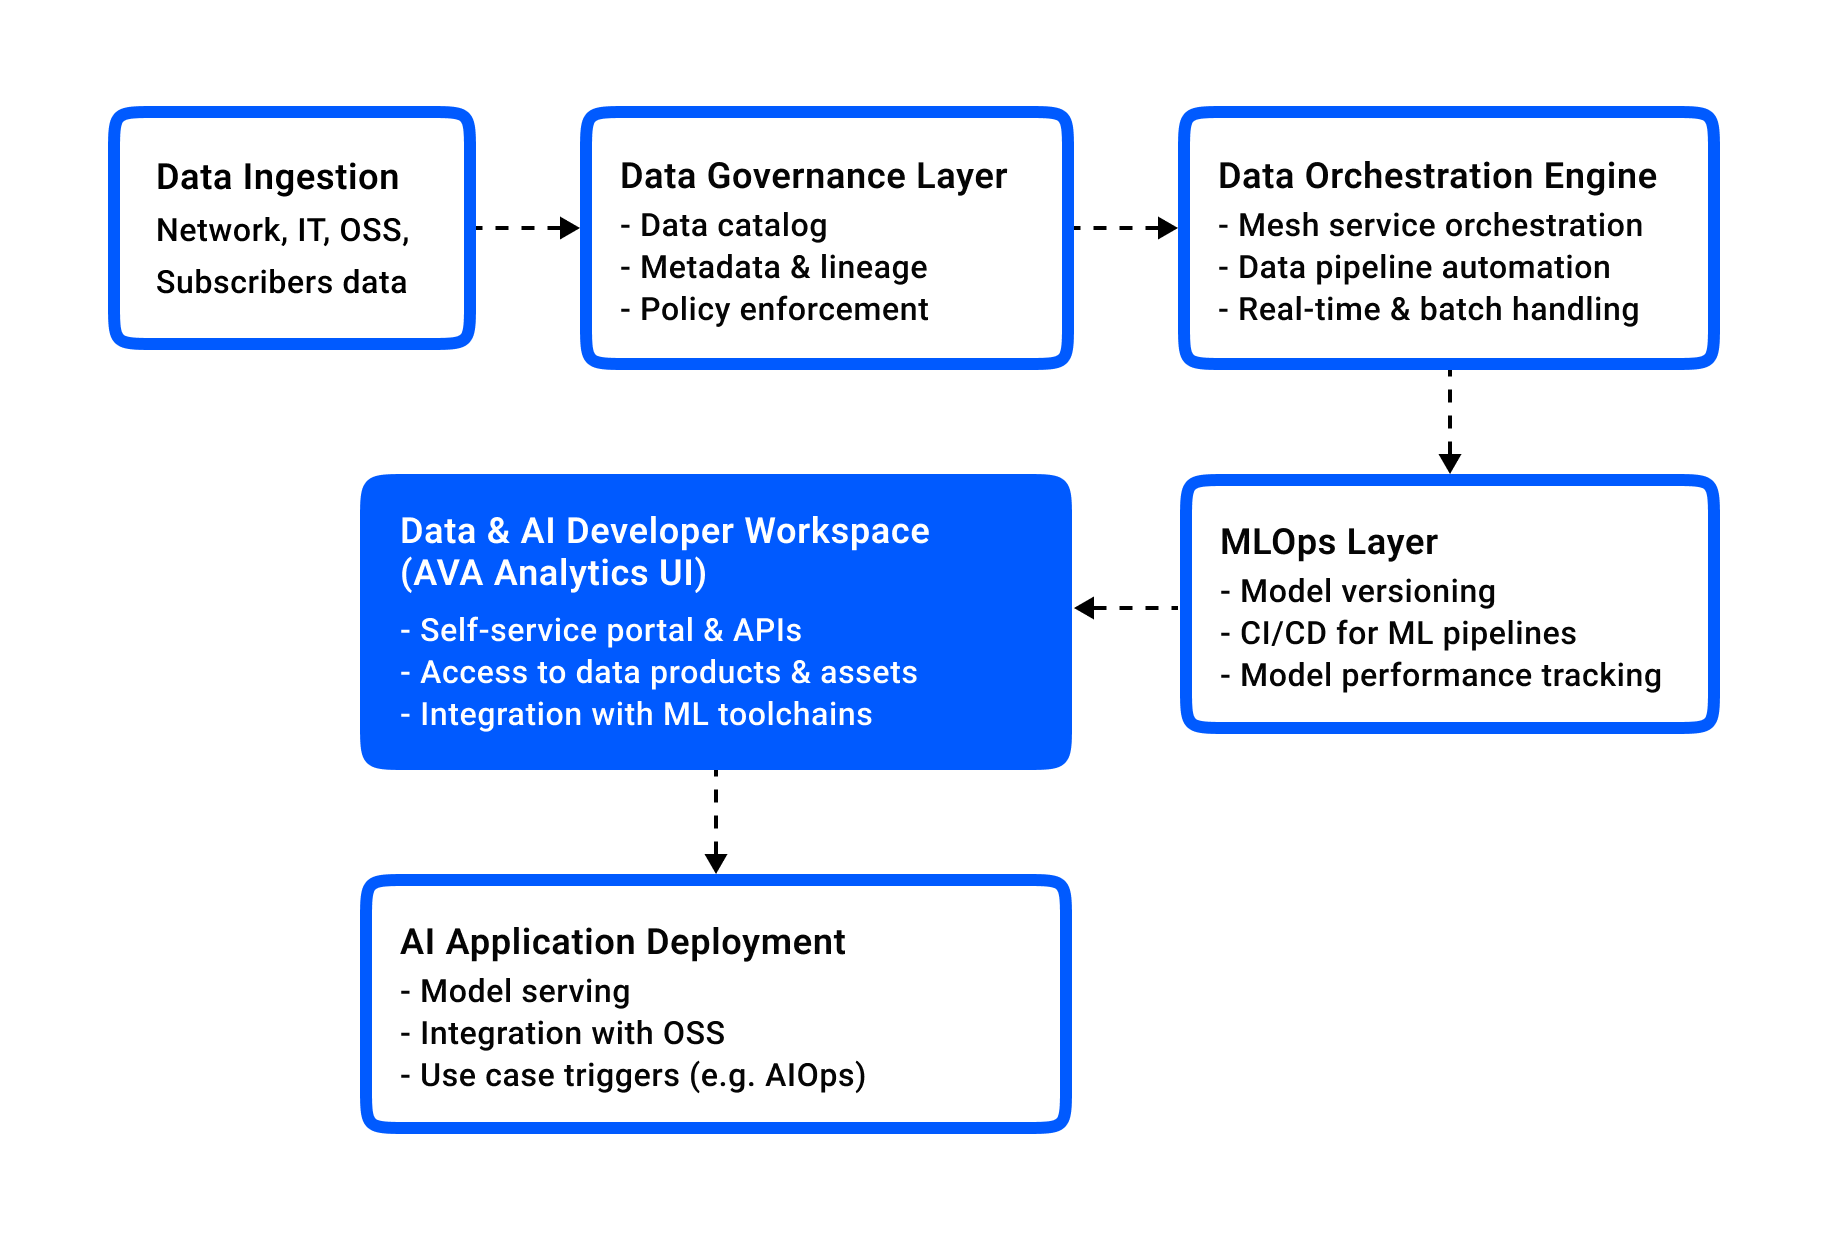 Data Ingestion
Network, IT, OSS,
Subscribers data
Data Governance Layer
- Data catalog
- Metadata & lineage
- Policy enforcement
Data Orchestration Engine
- Mesh service orchestration
- Data pipeline automation
- Real-time & batch handling
MLOps Layer
- Model versioning
- CI/CD for ML pipelines
- Model performance tracking
Data & AI Developer Workspace
(AVA Analytics UI)
- Self-service portal & APIs
- Access to data products & assets
- Integration with ML toolchains
AI Application Deployment
- Model serving
- Integration with OSS
- Use case triggers (e.g. AIOps)